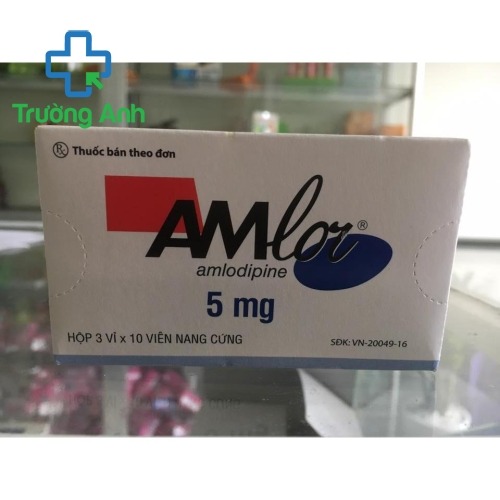 Trường Anh
Rx Thuốc bán theo đơn
AMlor®
amlodipine
5 mg
HỘP 3 VỈ x 10 VIÊN NANG CỨNG
SĐK: VN-20049-16